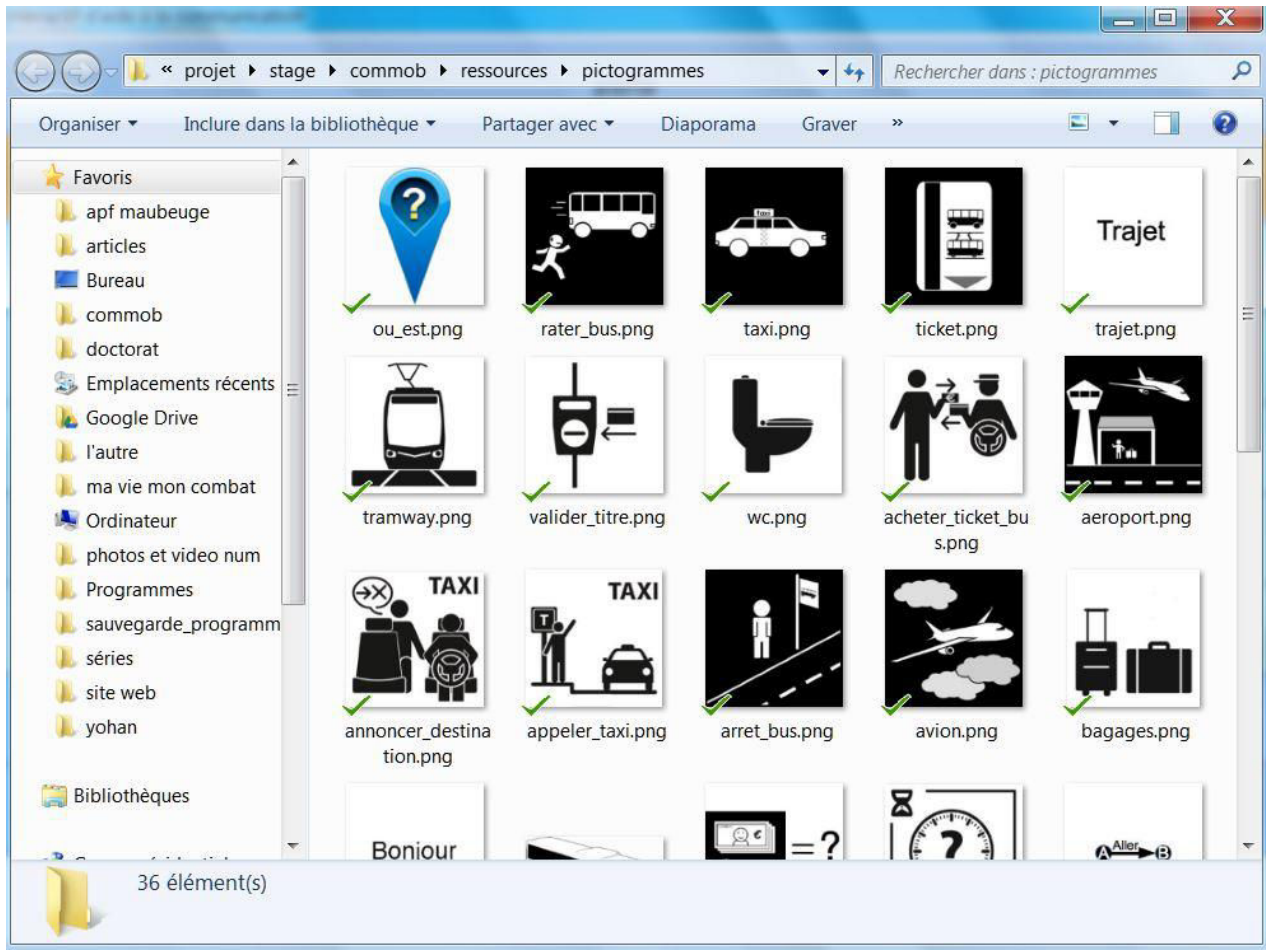 « projet ▸ stage ▸ commob ▸ ressources ▸ pictogrammes
Rechercher dans : pictogrammes
Organiser ▾ Inclure dans la bibliothèque ▾ Partager avec ▾ Diaporama Graver »
Favoris
apf maubeuge
articles
Bureau
commob
doctorat
Emplacements récents
Google Drive
l'autre
ma vie mon combat
Ordinateur
photos et video num
Programmes
sauvegarde_programm
séries
site web
yohan
Bibliothèques
?
taxi
Trajet
ou_est.png
rater_bus.png
taxi.png
ticket.png
trajet.png
tramway.png
valider_titre.png
wc.png
acheter_ticket_bu
s.png
aeroport.png
TAXI
TAXI
T
annoncer_destina
tion.png
appeler_taxi.png
arret_bus.png
avion.png
bagages.png
Bonjour
€
= ?
?
A Aller B
36 élément(s)